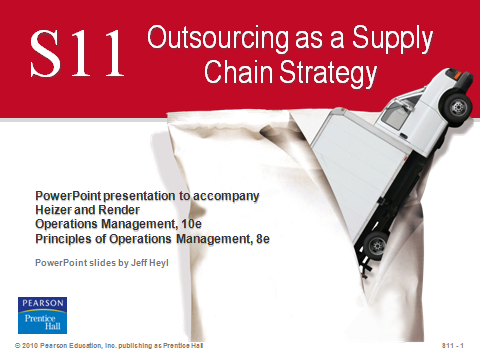 S11
Outsourcing as a Supply
Chain Strategy
PowerPoint presentation to accompany
Heizer and Render
Operations Management, 10e
Principles of Operations Management, 8e
PowerPoint slides by Jeff Heyl
PEARSON
Prentice
Hall
© 2010 Pearson Education, Inc. publishing as Prentice Hall
S11 - 1